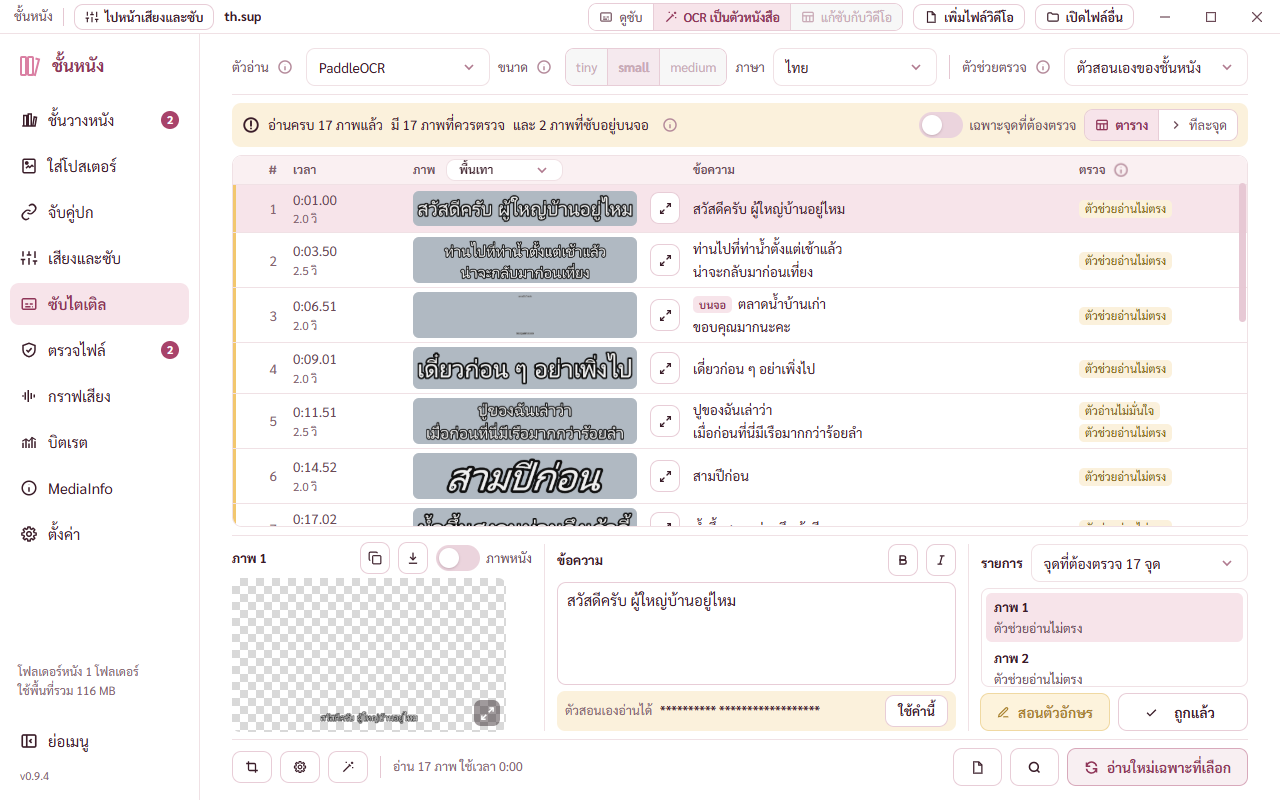 ชั้นหนัง
ไปหน้าเสียงและซับ
th.sup
ดูซับ
OCR เป็นตัวหนังสือ
แก้ซับกับวิดีโอ
เพิ่มไฟล์วิดีโอ
เปิดไฟล์อื่น
ชั้นหนัง
ชั้นวางหนัง 2
ใส่โปสเตอร์
จับคู่ปก
เสียงและซับ
ซับไตเติล
ตรวจไฟล์ 2
กราฟเสียง
บิตเรต
MediaInfo
ตั้งค่า
โฟลเดอร์หนัง 1 โฟลเดอร์
ใช้พื้นที่รวม 116 MB
ย่อเมนู
v0.9.4
ตัวอ่าน PaddleOCR ขนาด tiny small medium ภาษา ไทย ตัวช่วยตรวจ ตัวสอนเองของชั้นหนัง
อ่านครบ 17 ภาพแล้ว มี 17 ภาพที่ควรตรวจ และ 2 ภาพที่ซับอยู่บนจอ
เฉพาะจุดที่ต้องตรวจ ตาราง ทีละจุด
# เวลา ภาพ พื้นเทา ข้อความ ตรวจ
1 0:01.00
2.0 วิ
สวัสดีครับ ผู้ใหญ่บ้านอยู่ไหม
สวัสดีครับ ผู้ใหญ่บ้านอยู่ไหม
ตัวช่วยอ่านไม่ตรง
2 0:03.50
2.5 วิ
ท่านไปที่ท่าน้ำตั้งแต่เช้าแล้ว
น่าจะกลับมาก่อนเที่ยง
ท่านไปที่ท่าน้ำตั้งแต่เช้าแล้ว
น่าจะกลับมาก่อนเที่ยง
ตัวช่วยอ่านไม่ตรง
3 0:06.51
2.0 วิ
บนจอ ตลาดน้ำบ้านเก่า
ขอบคุณมากนะคะ
ตัวช่วยอ่านไม่ตรง
4 0:09.01
2.0 วิ
เดี๋ยวก่อน ๆ อย่าเพิ่งไป
เดี๋ยวก่อน ๆ อย่าเพิ่งไป
ตัวช่วยอ่านไม่ตรง
5 0:11.51
2.5 วิ
ปู่ของฉันเล่าว่า
เมื่อก่อนที่นี่มีเรือมากกว่าร้อยลำ
ปู่ของฉันเล่าว่า
เมื่อก่อนที่นี่มีเรือมากกว่าร้อยลำ
ตัวอ่านไม่มั่นใจ
ตัวช่วยอ่านไม่ตรง
6 0:14.52
2.0 วิ
สามปีก่อน
สามปีก่อน
ตัวช่วยอ่านไม่ตรง
0:17.02
ภาพ 1
ภาพหนัง
สวัสดีครับ ผู้ใหญ่บ้านอยู่ไหม
ข้อความ
B I
สวัสดีครับ ผู้ใหญ่บ้านอยู่ไหม
ตัวสอนเองอ่านได้ ********** ******************
ใช้คำนี้
รายการ จุดที่ต้องตรวจ 17 จุด
ภาพ 1
ตัวช่วยอ่านไม่ตรง
ภาพ 2
ตัวช่วยอ่านไม่ตรง
สอนตัวอักษร
ถูกแล้ว
อ่าน 17 ภาพ ใช้เวลา 0:00
อ่านใหม่เฉพาะที่เลือก